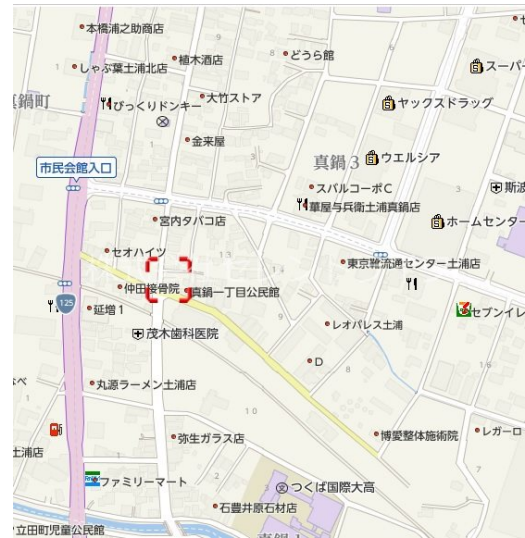 本橋浦之助商店
しゃぶ葉土浦北店
植木酒店
どうら館
スーパー
真鍋町
びっくりドンキー
大竹ストア
ヤックスドラッグ
金来屋
市民会館入口
真鍋3
ウエルシア
スバルコーポC
斯波
華屋与兵衛土浦真鍋店
宮内タバコ店
ホームセンター
セオハイツ
東京靴流通センター土浦店
仲田接骨院
真鍋一丁目公民館
125
延増1
セブンイレ
茂木歯科医院
レオパレス土浦
D
丸源ラーメン土浦店
10
16
弥生ガラス店
博愛整体施術院
レガーロ
土浦店
ファミリーマート
つくば国際大高
石豊井原石材店
立田町児童公民館
真鍋1